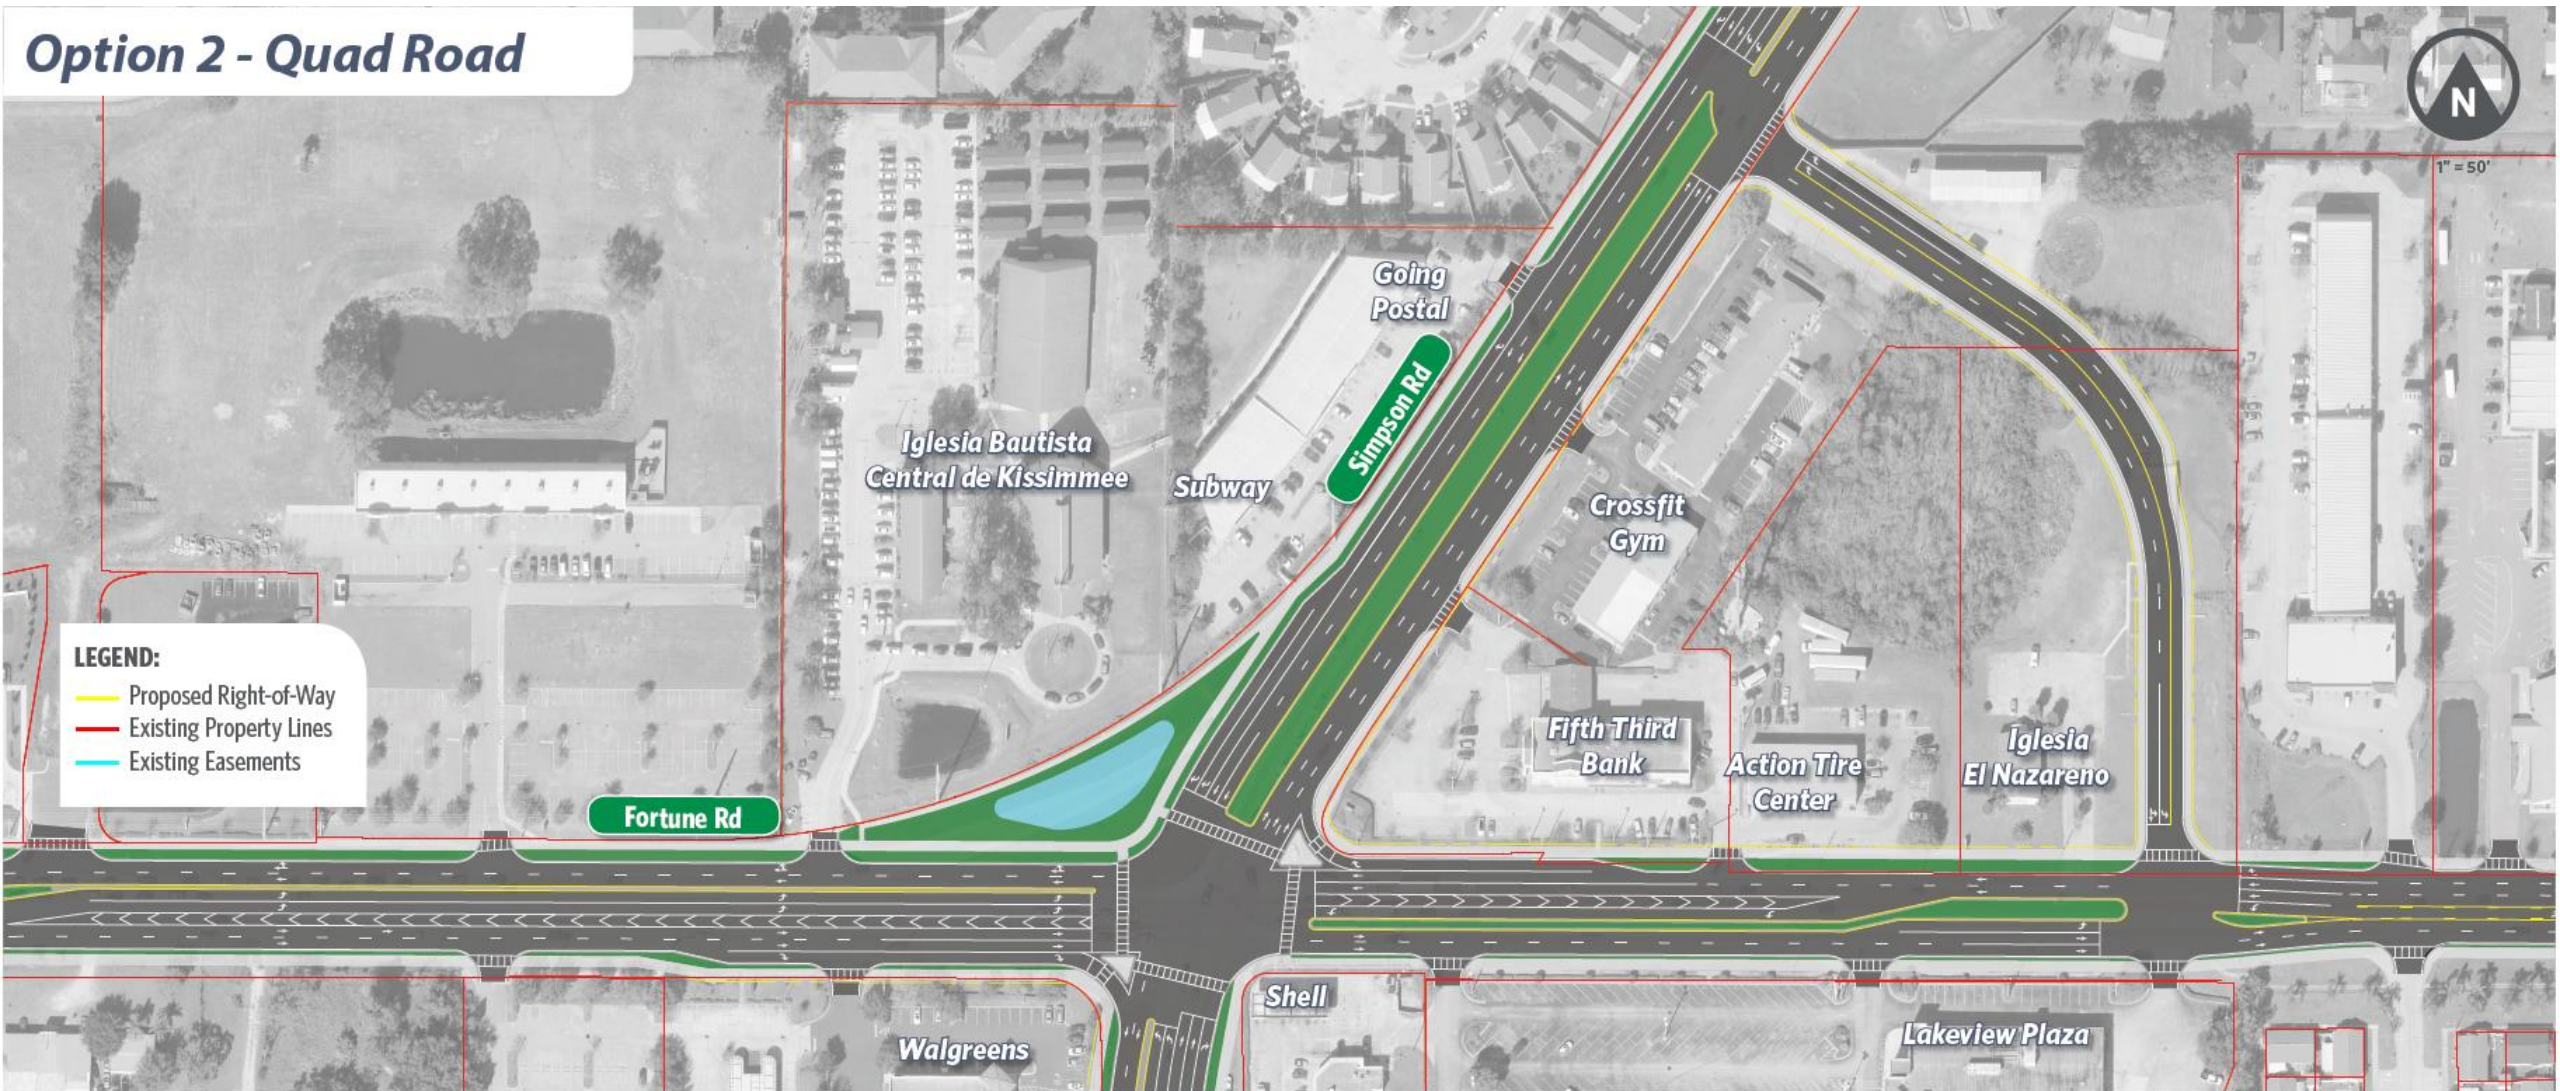 Option 2 - Quad Road
N
1" = 50'
Going
Postal
Simpson Rd
Iglesia Bautista
Central de Kissimmee
Subway
Crossfit
Gym
LEGEND:
Proposed Right-of-Way
Existing Property Lines
Existing Easements
Fortune Rd
Fifth Third
Bank
Action Tire
Center
Iglesia
El Nazareno
Shell
Walgreens
Lakeview Plaza